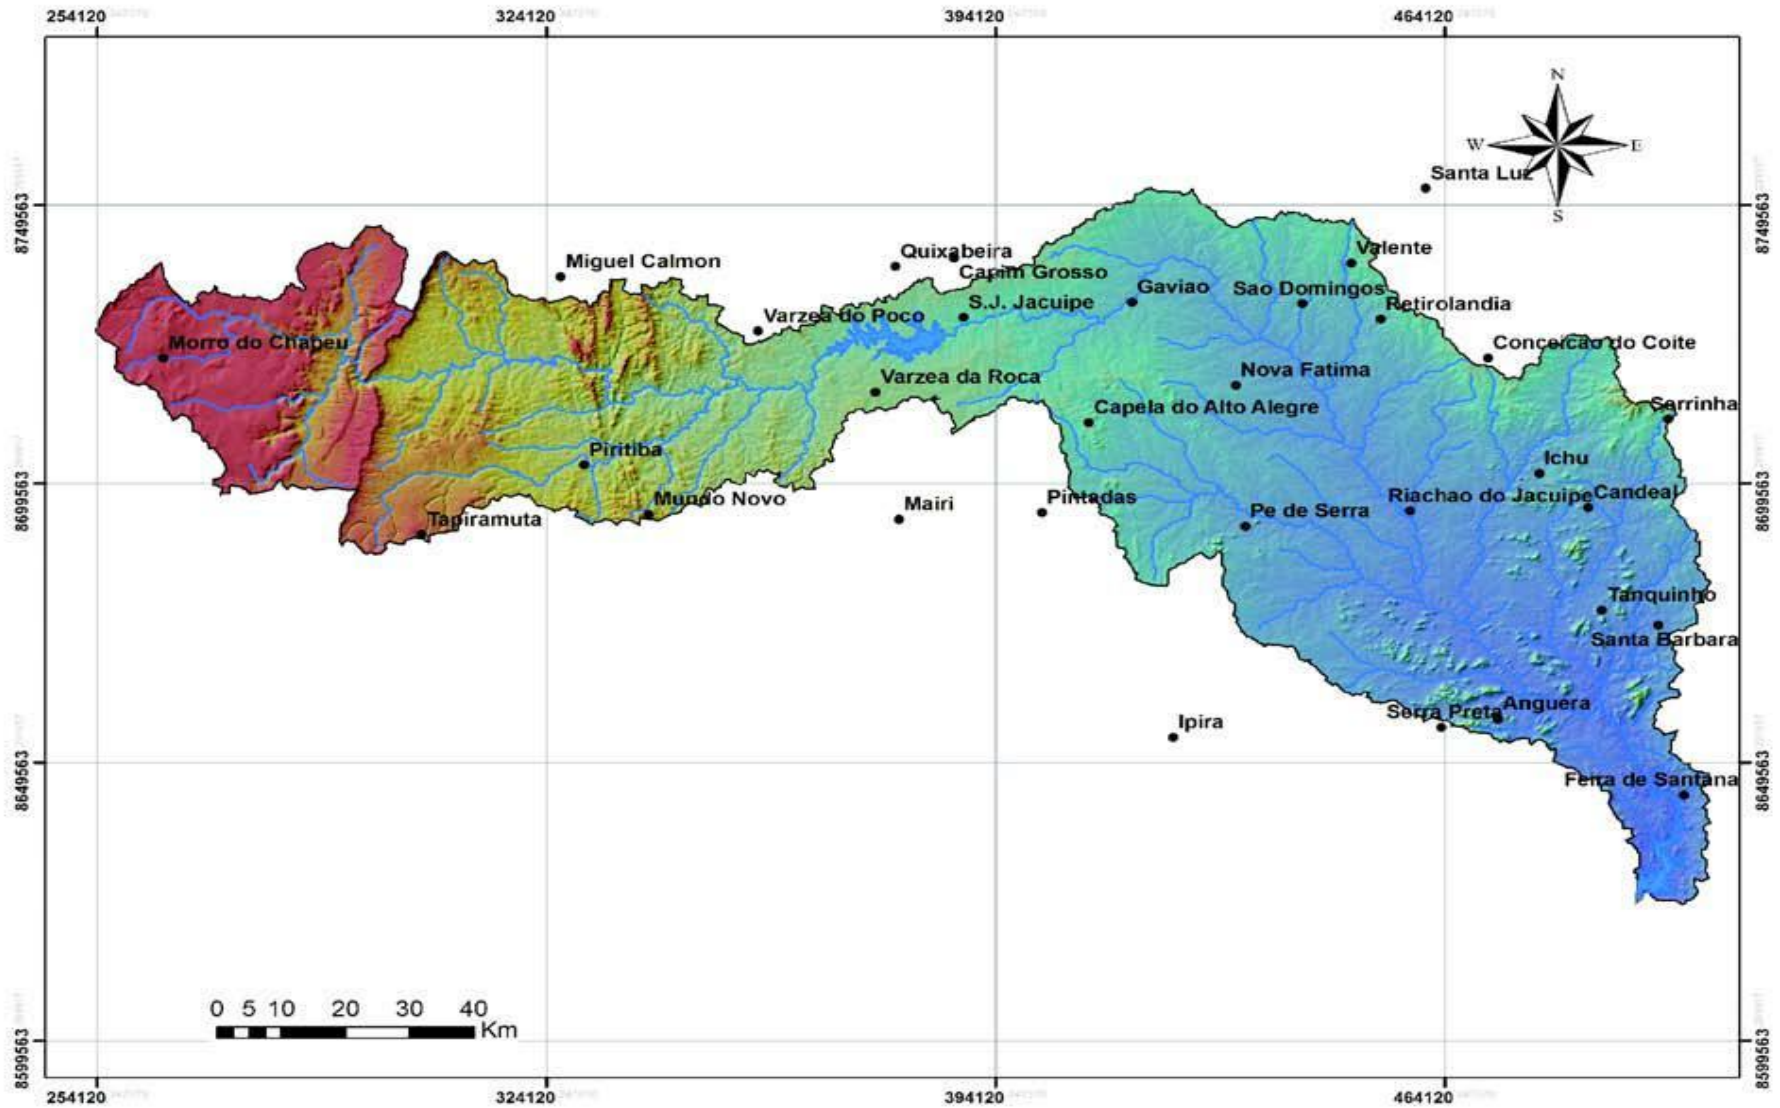 254120 324120 394120 464120
N
W E
S
Santa Luz
8749563 8749563
Valente
Quixabeira
Miguel Calmon
Capim Grosso
Gaviao
Sao Domingos
S.J. Jacuipe
Retirolandia
Varzea do Poco
Morro do Chapeu
Conceicao do Coite
Nova Fatima
Varzea da Roca
Serrinha
Capela do Alto Alegre
Piritiba
Ichu
8699563 8699563
Mundo Novo
Pintadas
Riachao do Jacuipe
Candeal
Mairi
Pe de Serra
Tapiramuta
Tanquinho
Santa Barbara
Anguera
Serra Preta
Ipira
8649563 8649563
Feira de Santana
0 5 10 20 30 40
Km
8599563 8599563
254120 324120 394120 464120